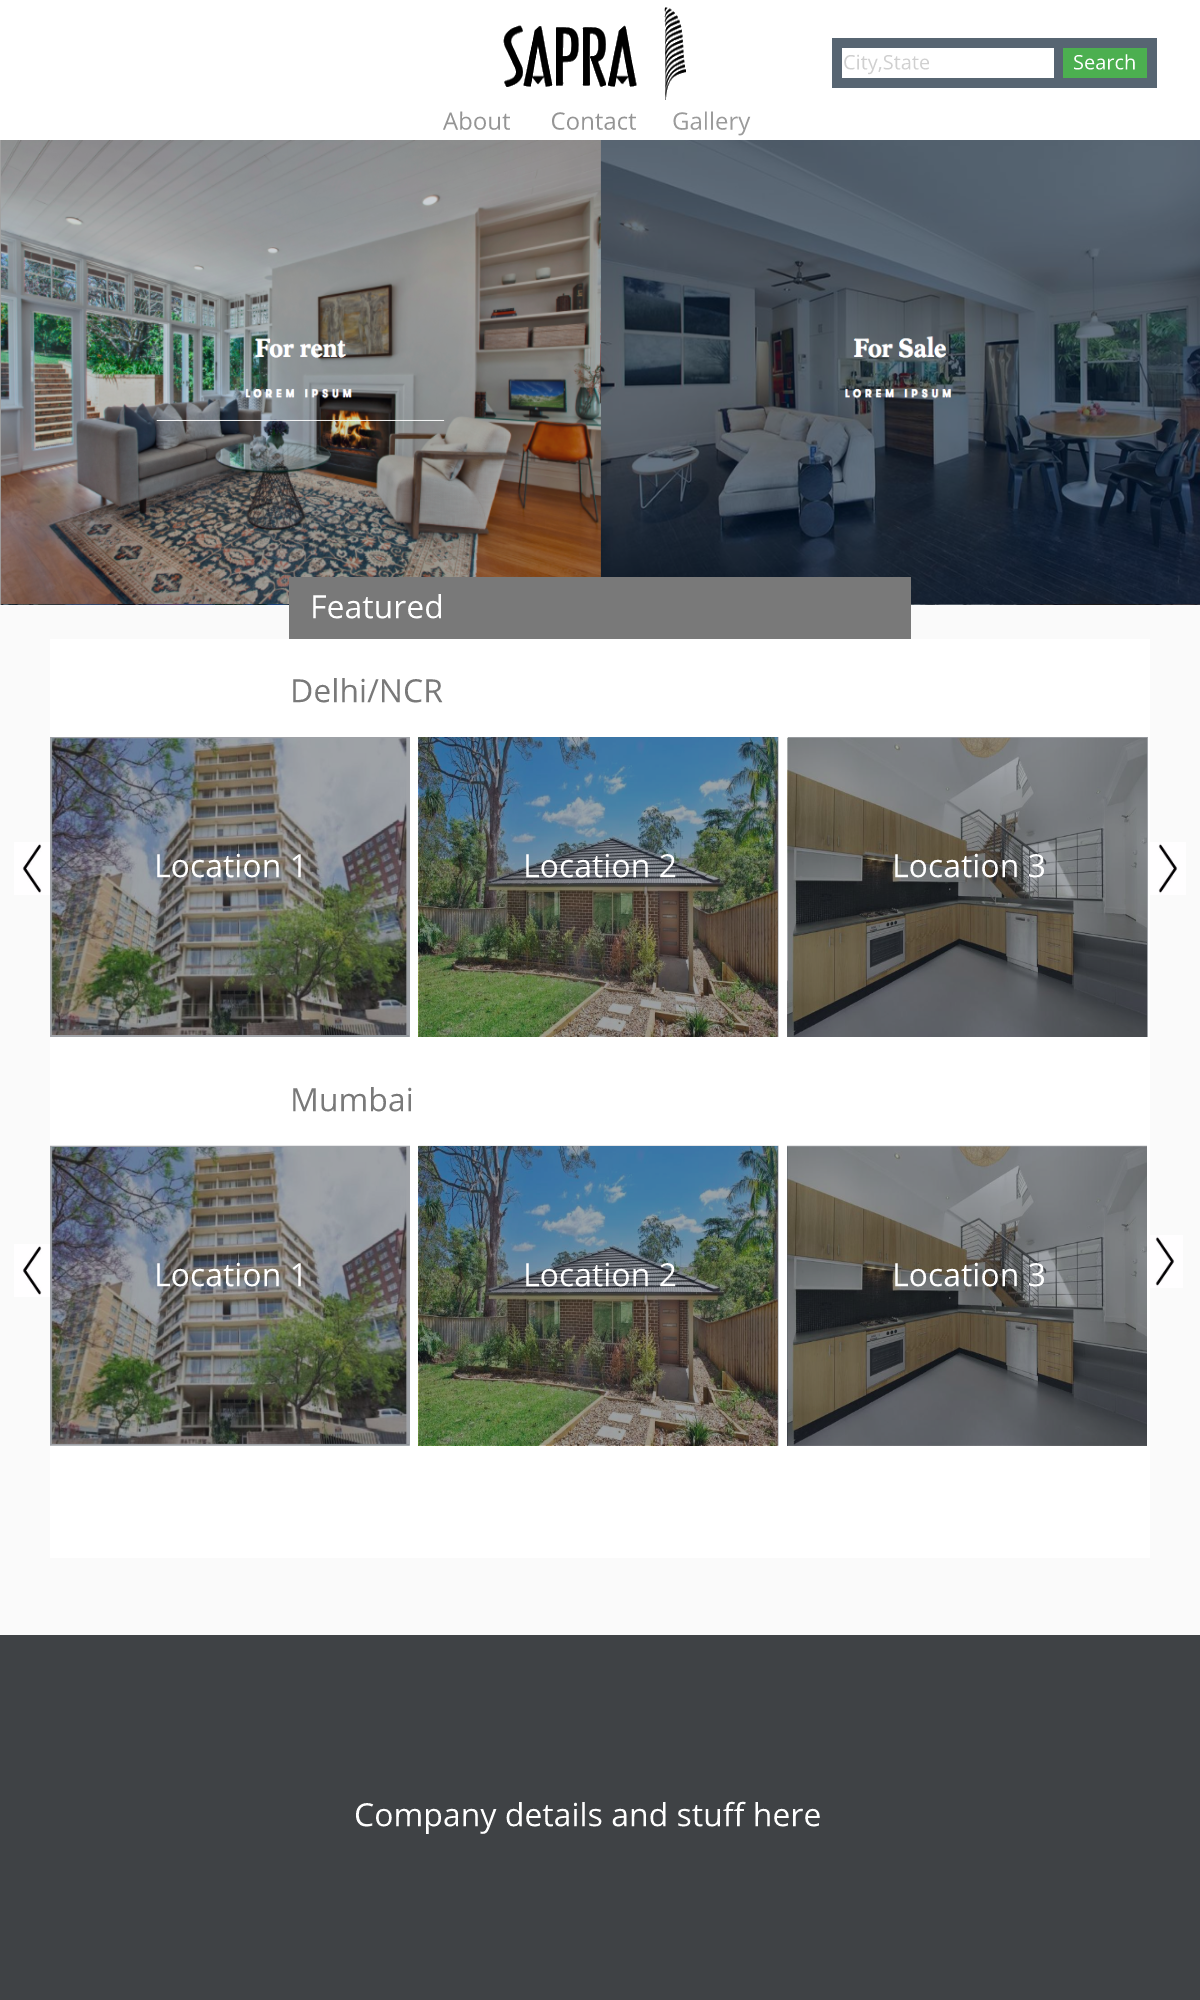 SAPRA
City,State
Search
About Contact Gallery
For rent
LOREM IPSUM
For Sale
LOREM IPSUM
Featured
Delhi/NCR
Location 1
Location 2
Location 3
Mumbai
Location 1
Location 2
Location 3
Company details and stuff here